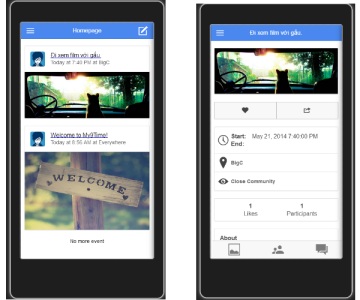 Homepage
Đi xem film với gấu.
Today at 7:40 PM at BigC
Welcome to My9Time!
Today at 6:56 AM at Everywhere
WELCOME
No more event
Đi xem film với gấu.
Start: May 21, 2014 7:40:00 PM
End:
BigC
Close Community
1 1
Likes Participants
About